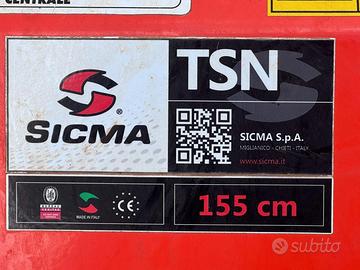 CENTRALE
SICMA
®
TSN
SICMA S.p.A.
MIGLIANICO - CHIETI - ITALY
www.sicma.it
MADE IN ITALY
CE
155 cm
subito